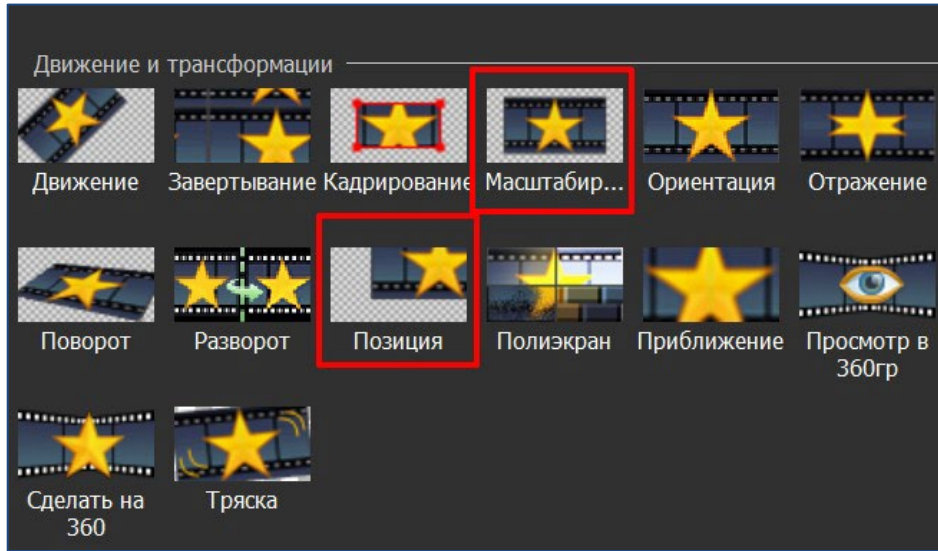 Движение и трансформации
Движение Завертывание Кадрирование Масштабир... Ориентация Отражение
Поворот Разворот Позиция Полиэкран Приближение Просмотр в
360гр
Сделать на Тряска
360